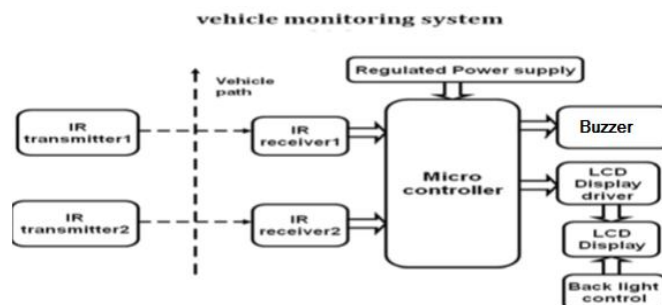 vehicle monitoring system
Regulated Power supply
Vehicle
path
IR
transmitter1
IR
receiver1
Micro
controller
Buzzer
LCD
Display
driver
IR
transmitter2
IR
receiver2
LCD
Display
Back light
control